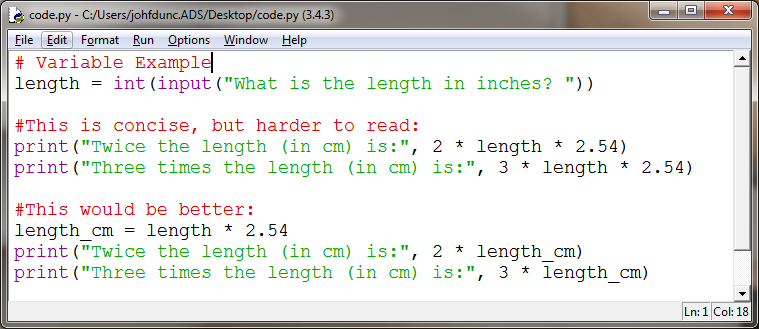 code.py - C:/Users/johfdunc.ADS/Desktop/code.py (3.4.3)
File Edit Format Run Options Window Help
# Variable Example
length = int(input("What is the length in inches? "))
#This is concise, but harder to read:
print("Twice the length (in cm) is:", 2 * length * 2.54)
print("Three times the length (in cm) is:", 3 * length * 2.54)
#This would be better:
length_cm = length * 2.54
print("Twice the length (in cm) is:", 2 * length_cm)
print("Three times the length (in cm) is:", 3 * length_cm)
Ln: 1 Col: 18